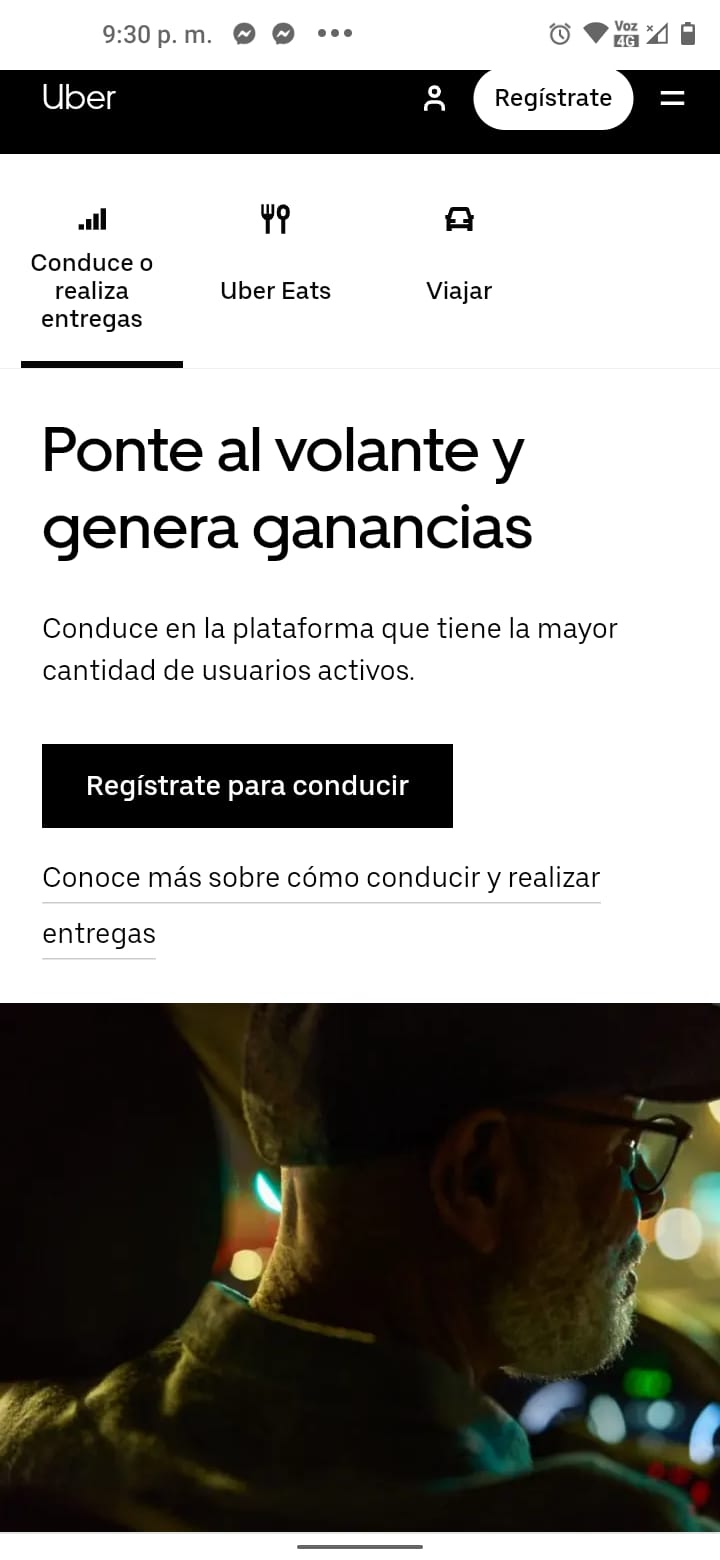 9:30 p. m.
Voz
4G
Uber
Regístrate
Conduce o
realiza
entregas
Uber Eats
Viajar
Ponte al volante y
genera ganancias
Conduce en la plataforma que tiene la mayor
cantidad de usuarios activos.
Regístrate para conducir
Conoce más sobre cómo conducir y realizar
entregas